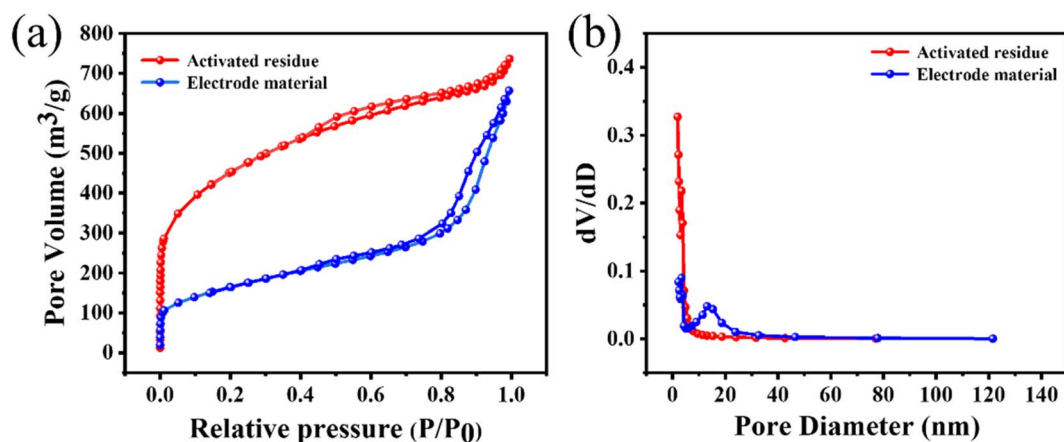 (a)
Pore Volume (m³/g)
800
700
600
500
400
300
200
100
0
Activated residue
Electrode material
0.0 0.2 0.4 0.6 0.8 1.0
Relative pressure (P/P0)
(b)
dV/dD
0.4
0.3
0.2
0.1
0.0
Activated residue
Electrode material
0 20 40 60 80 100 120 140
Pore Diameter (nm)